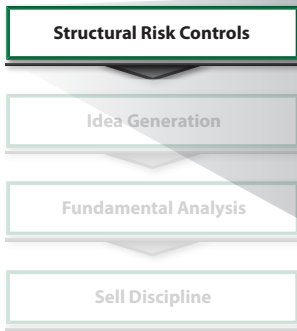 Structural Risk Controls
Idea Generation
Fundamental Analysis
Sell Discipline